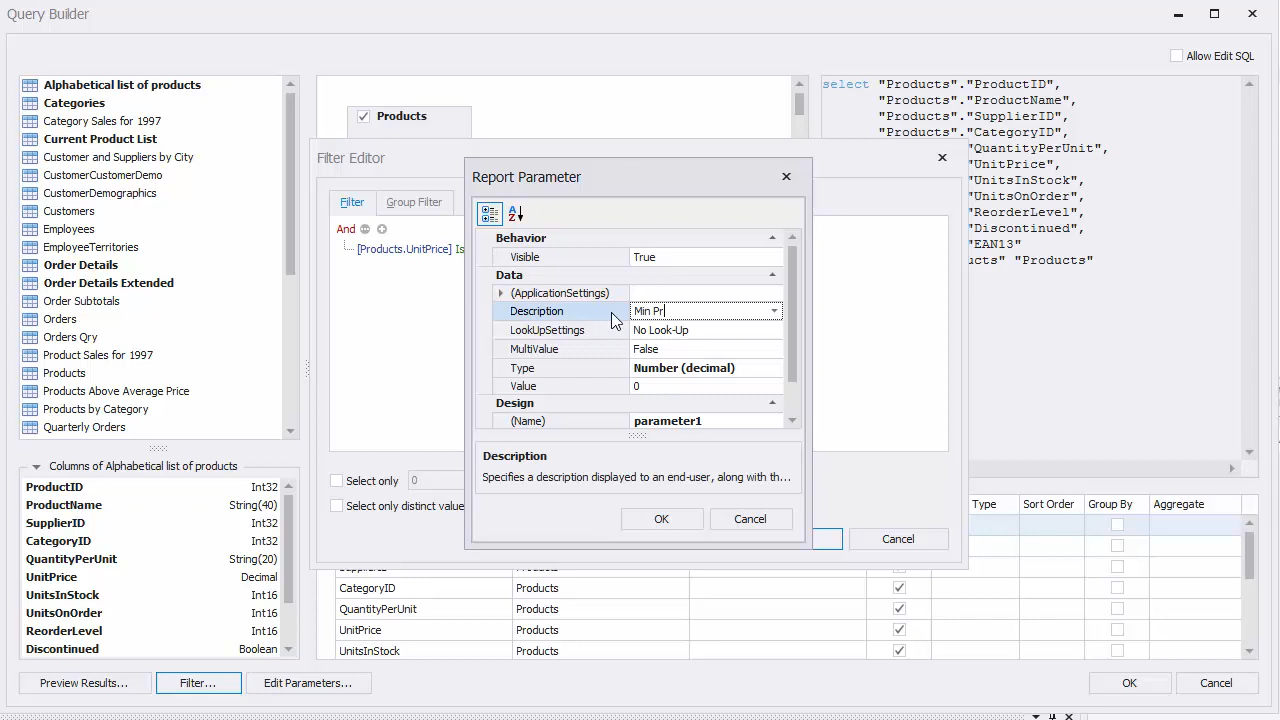 Query Builder
Allow Edit SQL
Alphabetical list of products
Categories
Category Sales for 1997
Current Product List
Customer and Suppliers by City
CustomerCustomerDemo
CustomerDemographics
Customers
Employees
EmployeeTerritories
Order Details
Order Details Extended
Order Subtotals
Orders
Orders Qry
Product Sales for 1997
Products
Products Above Average Price
Products by Category
Quarterly Orders
Products
select "Products"."ProductID",
"Products"."ProductName",
"Products"."SupplierID",
"Products"."CategoryID",
"QuantityPerUnit",
"UnitPrice",
"UnitsInStock",
"UnitsOnOrder",
"ReorderLevel",
"Discontinued",
"EAN13"
"Products"
Filter Editor
Filter
Group Filter
And
[Products.UnitPrice] Is
Select only
0
Select only distinct value
Cancel
Report Parameter
Behavior
Visible
True
Data
(ApplicationSettings)
Description
Min Pr
LookUpSettings
No Look-Up
MultiValue
False
Type
Number (decimal)
Value
0
Design
(Name)
parameter1
Description
Specifies a description displayed to an end-user, along with th...
OK
Cancel
Columns of Alphabetical list of products
ProductID Int32
ProductName String(40)
SupplierID Int32
CategoryID Int32
QuantityPerUnit String(20)
UnitPrice Decimal
UnitsInStock Int16
UnitsOnOrder Int16
ReorderLevel Int16
Discontinued Boolean
Type Sort Order Group By Aggregate
CategoryID Products
QuantityPerUnit Products
UnitPrice Products
UnitsInStock Products
Preview Results...
Filter...
Edit Parameters...
OK
Cancel